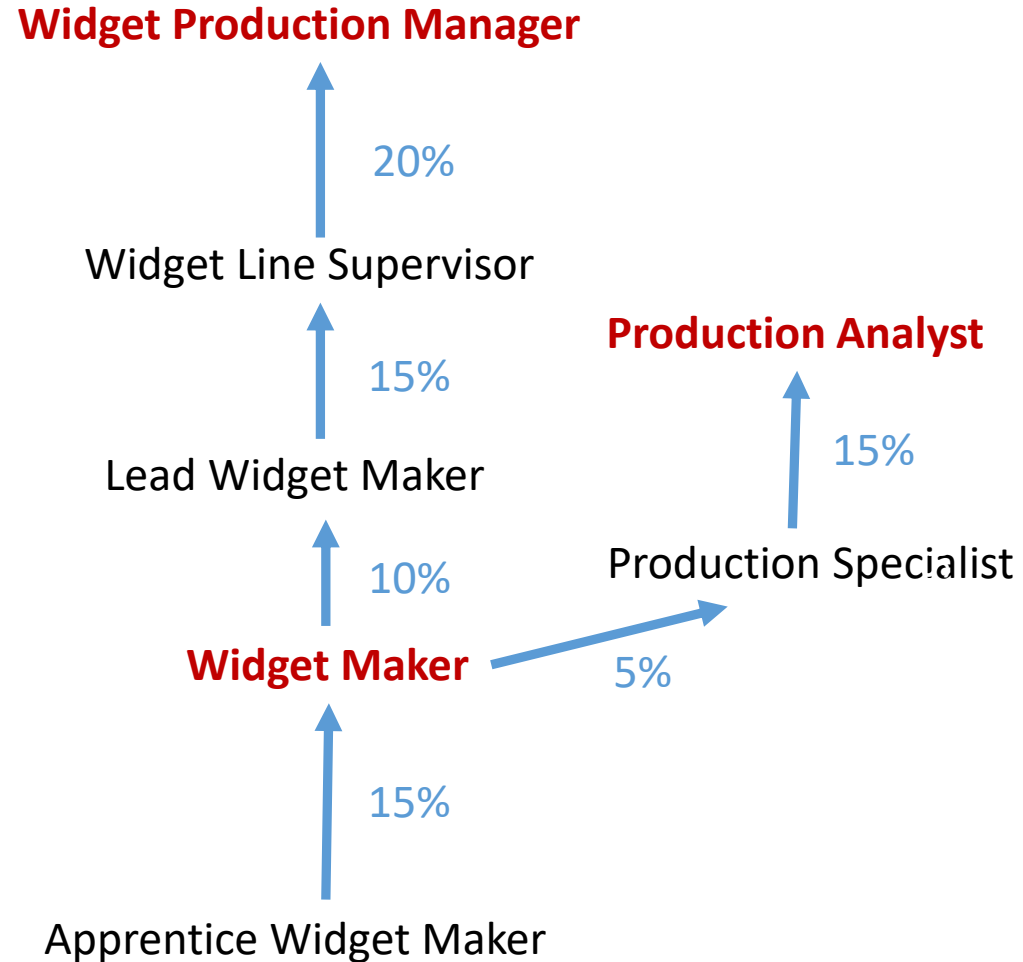 Widget Production Manager
20%
Widget Line Supervisor
Production Analyst
15%
15%
Lead Widget Maker
Production Specialist
10%
Widget Maker
5%
15%
Apprentice Widget Maker